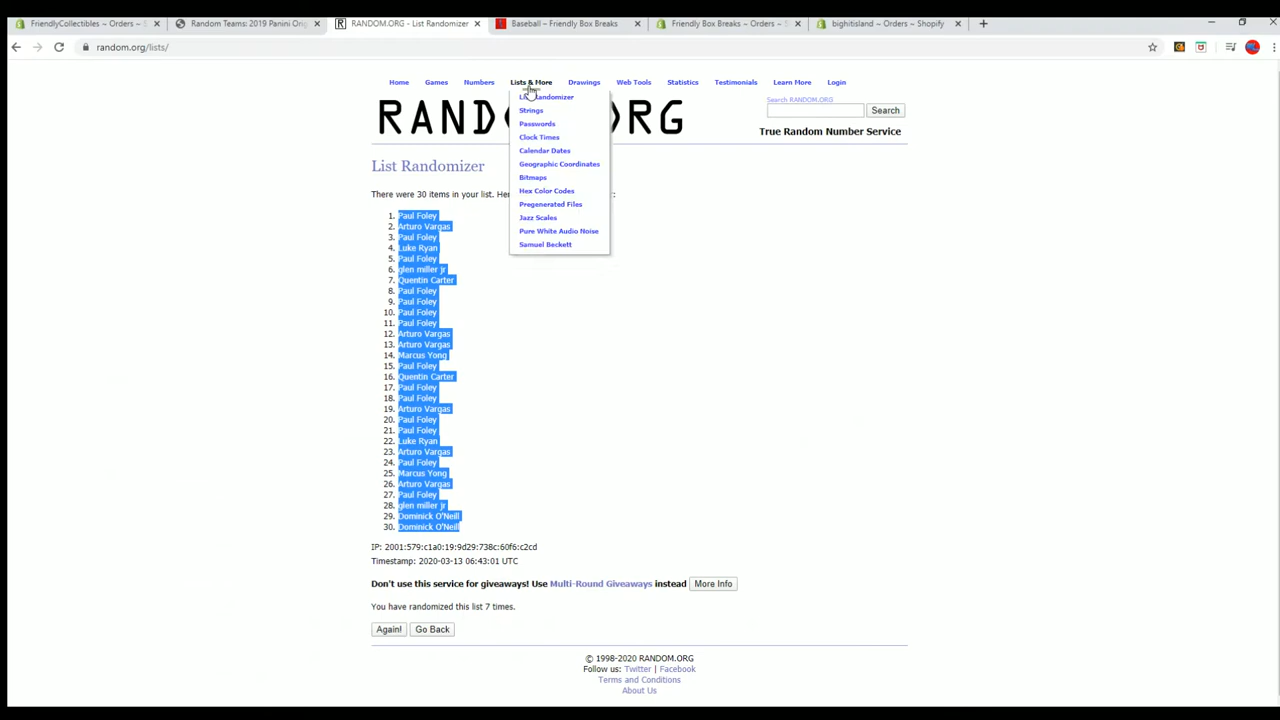 FriendlyCollectibles ~ Orders ~ S
Random Teams: 2019 Panini Orig
RANDOM.ORG - List Randomizer
Baseball – Friendly Box Breaks
Friendly Box Breaks ~ Orders ~ S
bighitisland ~ Orders ~ Shopify
random.org/lists/
Home Games Numbers Lists & More Drawings Web Tools Statistics Testimonials Learn More Login
Search RANDOM.ORG
Search
True Random Number Service
List Randomizer
Strings
Passwords
Clock Times
Calendar Dates
Geographic Coordinates
Bitmaps
Hex Color Codes
Pregenerated Files
Jazz Scales
Pure White Audio Noise
Samuel Beckett
List Randomizer
There were 30 items in your list.
1. Paul Foley
2. Arturo Vargas
3. Paul Foley
4. Luke Ryan
5. Paul Foley
6. glen miller jr
7. Quentin Carter
8. Paul Foley
9. Paul Foley
10. Paul Foley
11. Paul Foley
12. Arturo Vargas
13. Arturo Vargas
14. Marcus Yong
15. Paul Foley
16. Quentin Carter
17. Paul Foley
18. Paul Foley
19. Arturo Vargas
20. Paul Foley
21. Paul Foley
22. Luke Ryan
23. Arturo Vargas
24. Paul Foley
25. Marcus Yong
26. Arturo Vargas
27. Paul Foley
28. glen miller jr
29. Dominick O'Neill
30. Dominick O'Neill
IP: 2001:579:c1a0:19:9d29:738c:60f6:c2cd
Timestamp: 2020-03-13 06:43:01 UTC
Don't use this service for giveaways! Use Multi-Round Giveaways instead More Info
You have randomized this list 7 times.
Again! Go Back
© 1998-2020 RANDOM.ORG
Follow us: Twitter | Facebook
Terms and Conditions
About Us